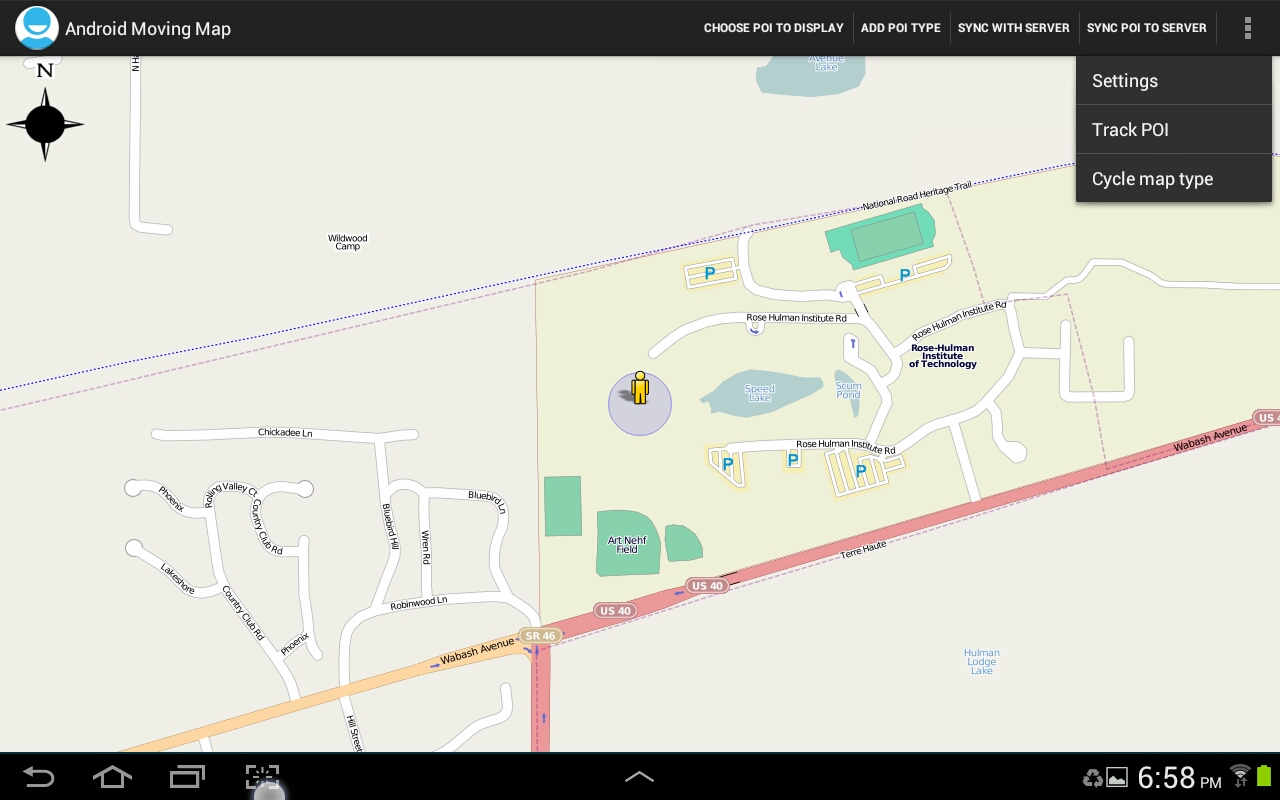 Android Moving Map
CHOOSE POI TO DISPLAY
ADD POI TYPE
SYNC WITH SERVER
SYNC POI TO SERVER
Settings
Track POI
Cycle map type
N
Avenue
Lake
National Road Heritage Trail
Wildwood
Camp
P
P
Rose Hulman Institute Rd
Rose Hulman Institute Rd
Rose-Hulman
Institute
of Technology
Speed
Lake
Scum
Pond
Chickadee Ln
Rose Hulman Institute Rd
P
P
P
US 4
Wabash Avenue
Phoenix
Rolling Valley Ct
Country Club Rd
Bluebird Hill
Wren Rd
Bluebird Ln
Art Nehf
Field
Terre Haute
Lakeshore
Country Club Rd
Phoenix
Robinwood Ln
US 40
US 40
SR 46
Wabash Avenue
Hulman
Lodge
Lake
Hill Street
6:58 PM